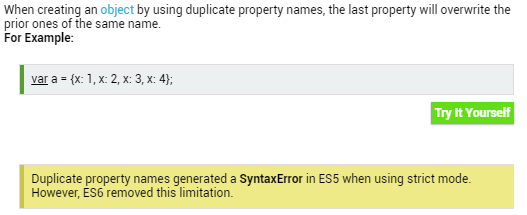 When creating an object by using duplicate property names, the last property will overwrite the
prior ones of the same name.
For Example:
var a = {x: 1, x: 2, x: 3, x: 4};
Try It Yourself
Duplicate property names generated a SyntaxError in ES5 when using strict mode.
However, ES6 removed this limitation.